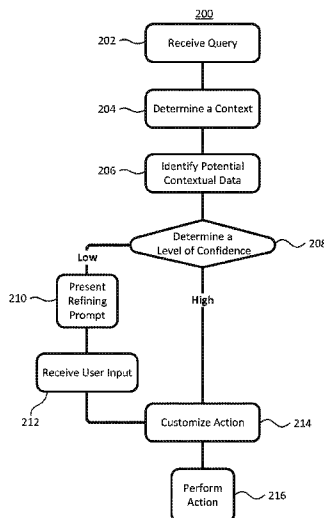 200
202
Receive Query
204
Determine a Context
206
Identify Potential
Contextual Data
Determine a
Level of Confidence
208
Low
High
210
Present
Refining
Prompt
Receive User Input
212
Customize Action
214
Perform
Action
216